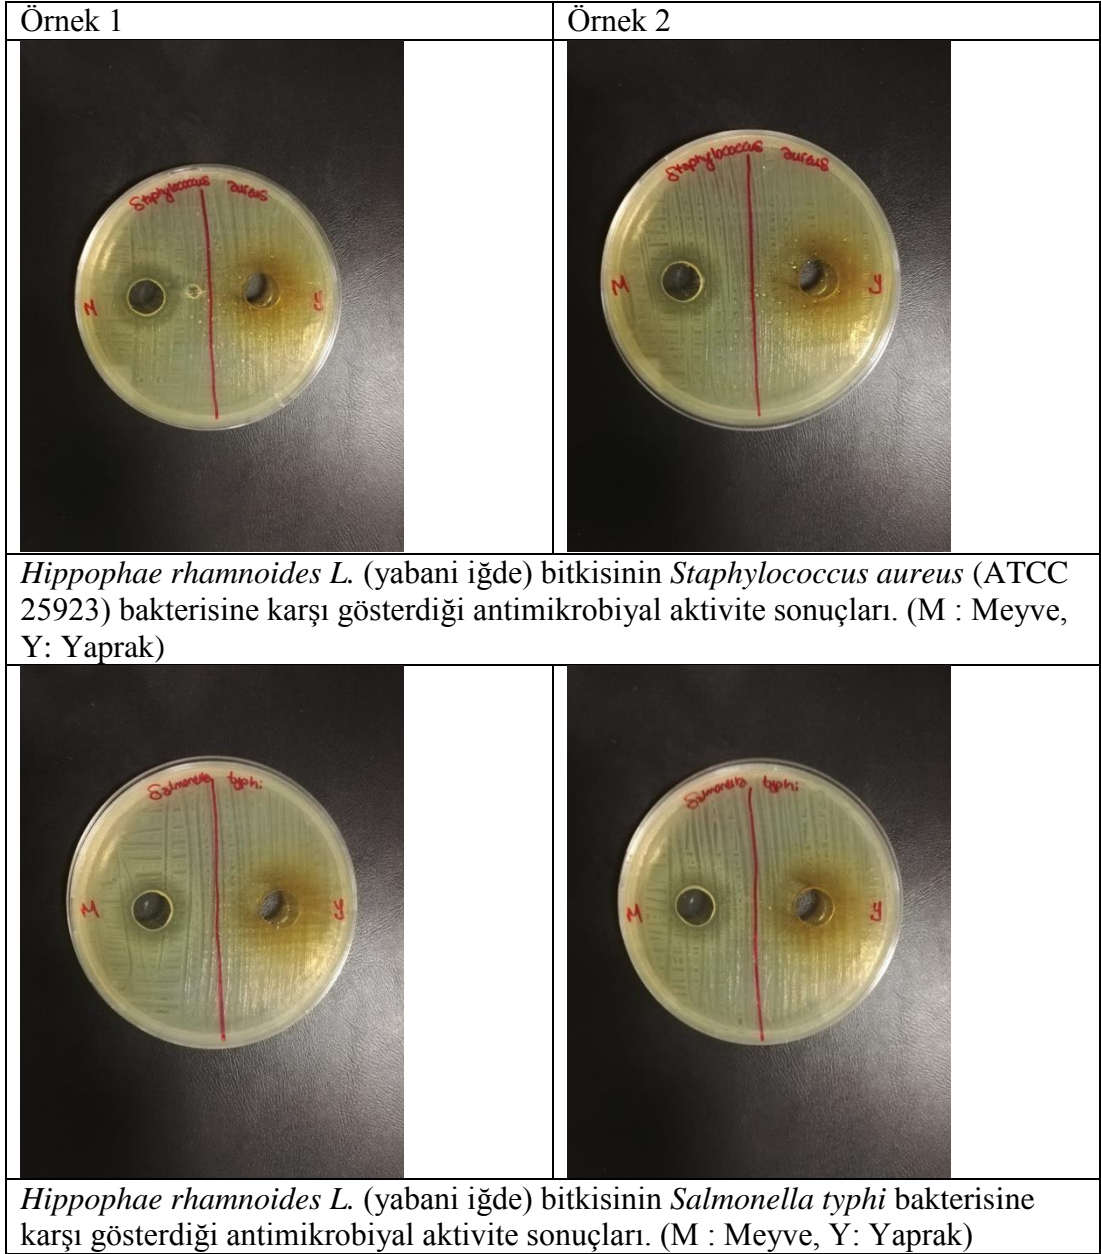 Örnek 1
Örnek 2
Staphylococcus aureus
M
Y
Staphylococcus aureus
M
Y
Hippophae rhamnoides L. (yabani iğde) bitkisinin Staphylococcus aureus (ATCC
25923) bakterisine karşı gösterdiği antimikrobiyal aktivite sonuçları. (M : Meyve,
Y: Yaprak)
Salmonella typhi
M
Y
Salmonella typhi
M
Y
Hippophae rhamnoides L. (yabani iğde) bitkisinin Salmonella typhi bakterisine
karşı gösterdiği antimikrobiyal aktivite sonuçları. (M : Meyve, Y: Yaprak)